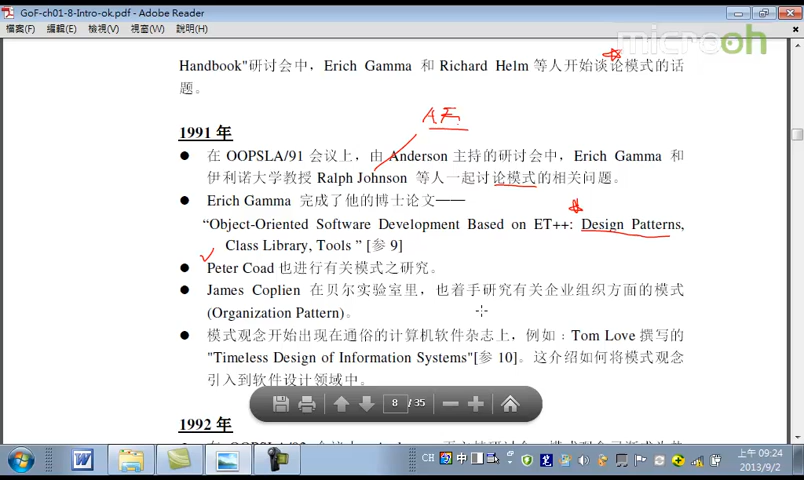 GoF-ch01-8-Intro-ok.pdf - Adobe Reader
檔案(F) 編輯(E) 檢視(V) 視窗(W) 說明(H)
microoh
Handbook"研讨会中，Erich Gamma 和 Richard Helm 等人开始谈论模式的话
题。
AF
1991 年
● 在 OOPSLA/91 会议上，由 Anderson 主持的研讨会中，Erich Gamma 和
伊利诺大学教授 Ralph Johnson 等人一起讨论模式的相关问题。
● Erich Gamma 完成了他的博士论文——
“Object-Oriented Software Development Based on ET++: Design Patterns,
Class Library, Tools ” [参 9]
● Peter Coad 也进行有关模式之研究。
● James Coplien 在贝尔实验室里，也着手研究有关企业组织方面的模式
(Organization Pattern)。
● 模式观念开始出现在通俗的计算机软件杂志上，例如：Tom Love 撰写的
"Timeless Design of Information Systems"[参 10]。这介绍如何将模式观念
引入到软件设计领域中。
8 / 35
1992 年
CH 中 上午 09:24
2013/9/2